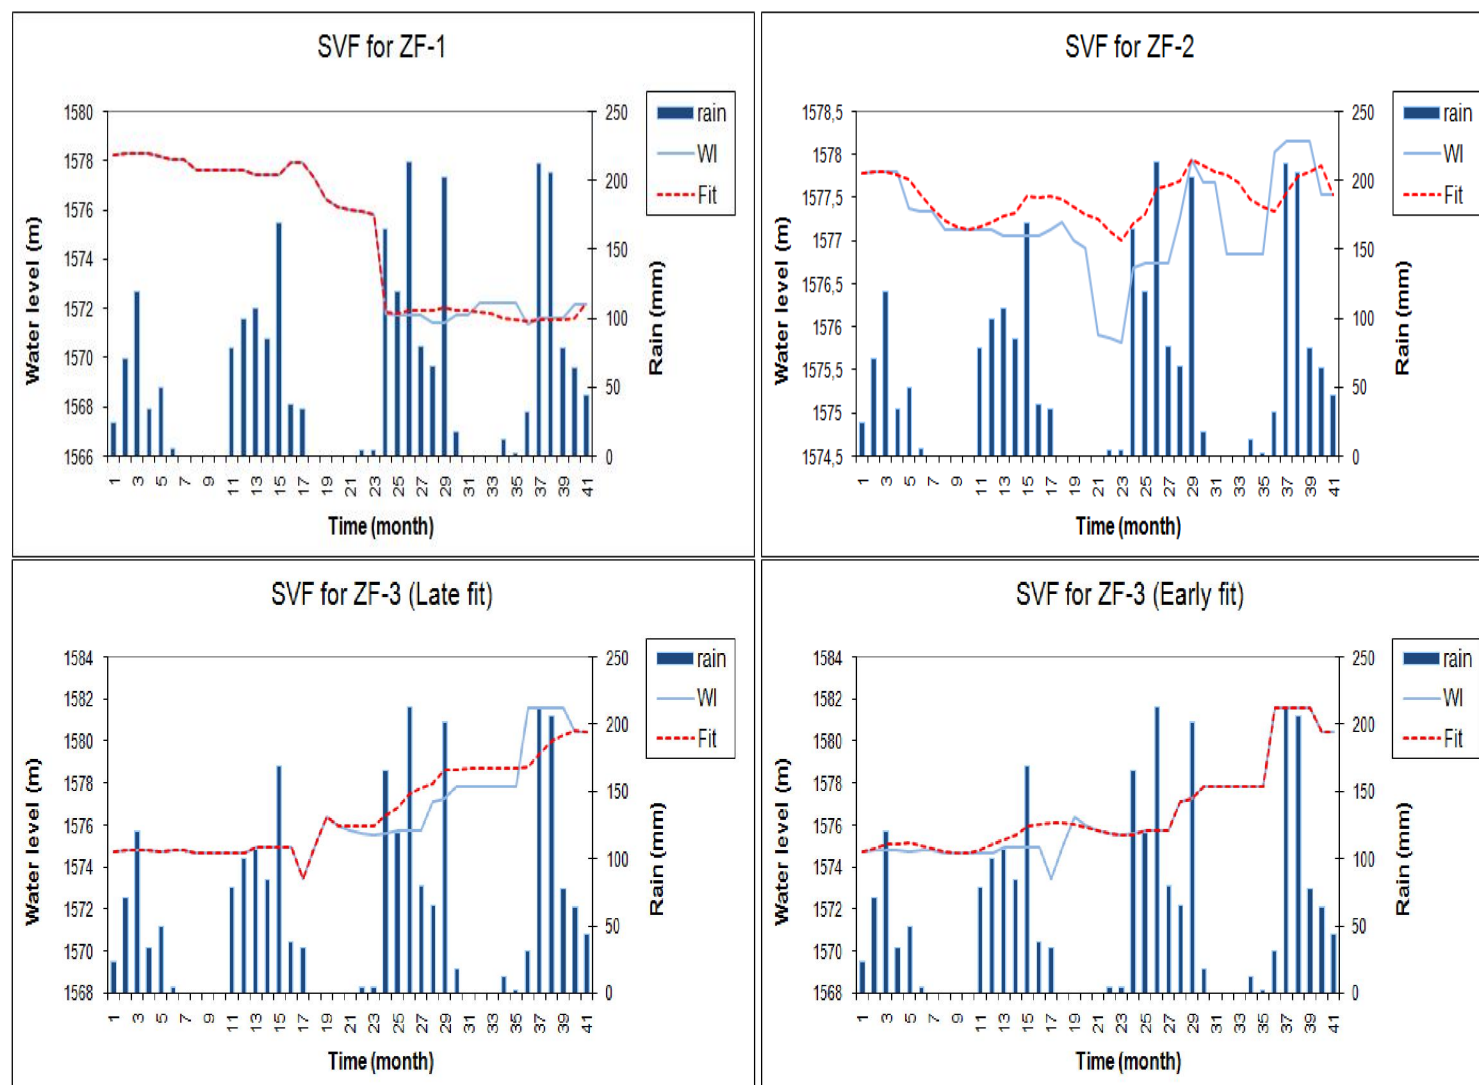 SVF for ZF-1
1580
1578
1576
1574
1572
1570
1568
1566
Water level (m)
250
200
150
100
50
0
Rain (mm)
rain
Wl
Fit
1 3 5 7 9 11 13 15 17 19 21 23 25 27 29 31 33 35 37 39 41
Time (month)
SVF for ZF-2
1578,5
1578
1577,5
1577
1576,5
1576
1575,5
1575
1574,5
Water level (m)
250
200
150
100
50
0
Rain (mm)
rain
Wl
Fit
1 3 5 7 9 11 13 15 17 19 21 23 25 27 29 31 33 35 37 39 41
Time (month)
SVF for ZF-3 (Late fit)
1584
1582
1580
1578
1576
1574
1572
1570
1568
Water level (m)
250
200
150
100
50
0
Rain (mm)
rain
Wl
Fit
1 3 5 7 9 11 13 15 17 19 21 23 25 27 29 31 33 35 37 39 41
Time (month)
SVF for ZF-3 (Early fit)
1584
1582
1580
1578
1576
1574
1572
1570
1568
Water level (m)
250
200
150
100
50
0
Rain (mm)
rain
Wl
Fit
1 3 5 7 9 11 13 15 17 19 21 23 25 27 29 31 33 35 37 39 41
Time (month)